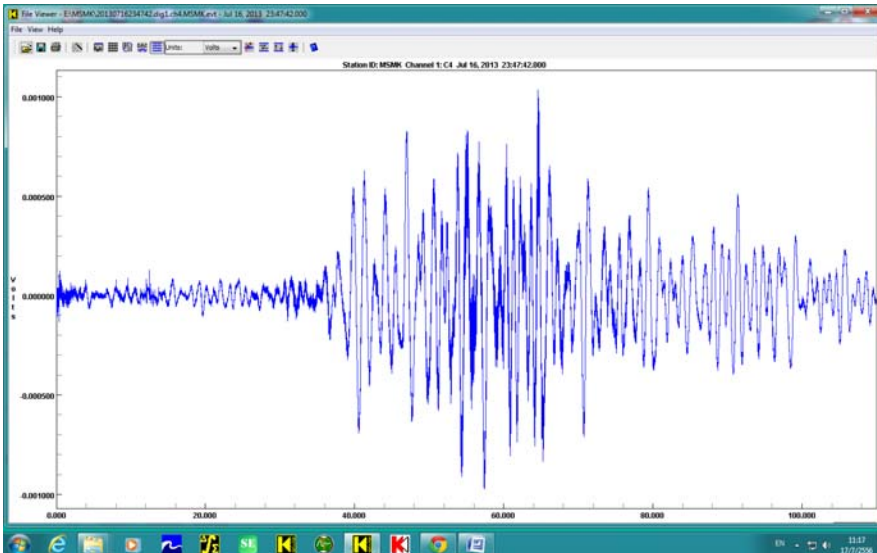 File Viewer - E:\MSMK\20130716234742.dig1.ch4.MSMK.evt - Jul 16, 2013 23:47:42.000
File View Help
Units: Volts
Station ID: MSMK Channel 1: C4 Jul 16, 2013 23:47:42.000
0.001000
0.000500
0.000000
-0.000500
-0.001000
Volts
0.000 20.000 40.000 60.000 80.000 100.000
SE
EN
11:17
17/7/2556